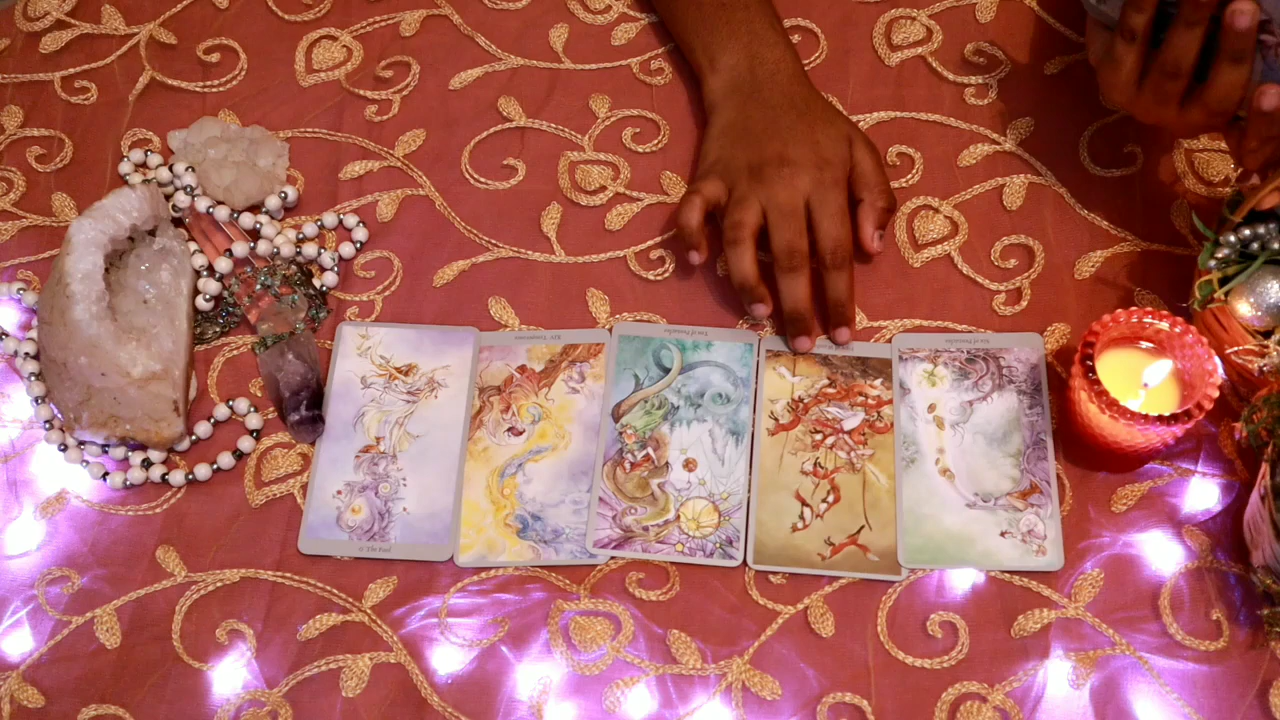 0. The Fool
XIV. Temperance
Ten of Pentacles
Six of Pentacles